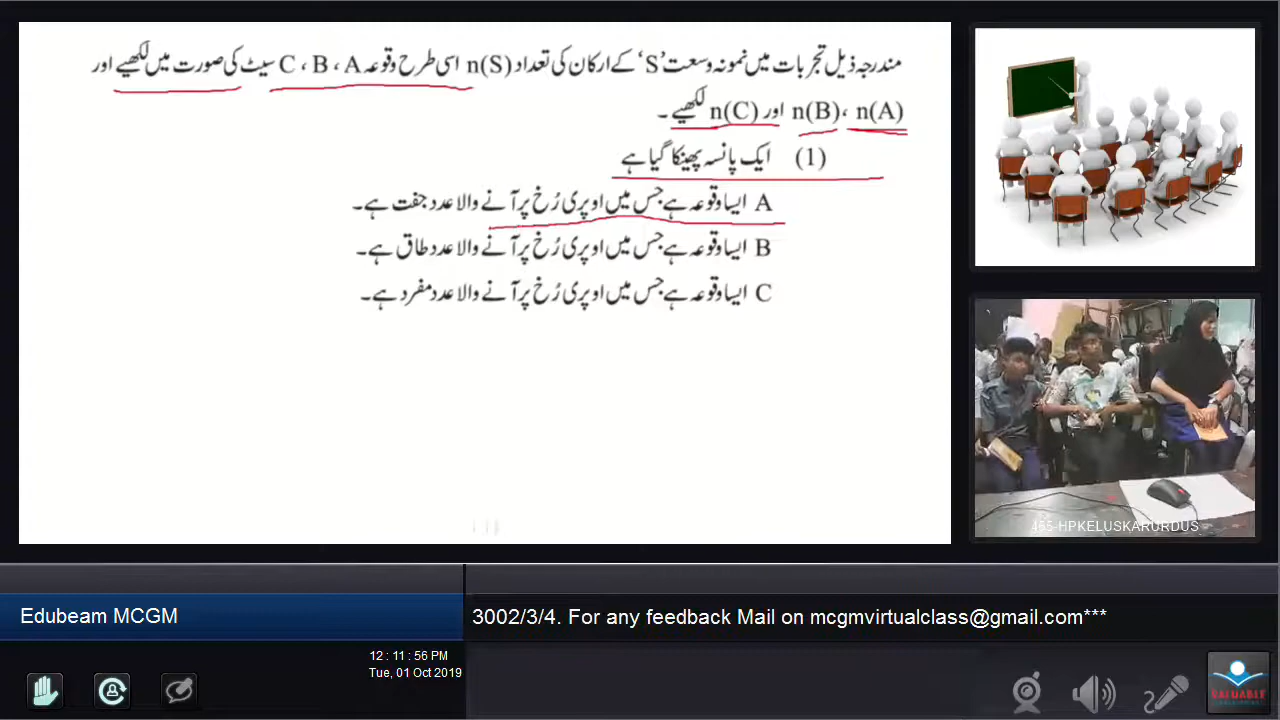 مندرجہ ذیل تجربات میں نمونہ وسعت ’S‘ کے ارکان کی تعداد n(S) اسی طرح وقوعہ A ، B ، C سیٹ کی صورت میں لکھیے اور
n(A) ، n(B) اور n(C) لکھیے ۔
(1) ایک پانسہ پھینکا گیا ہے
A ایسا وقوعہ ہے جس میں اوپری رُخ پر آنے والا عدد جفت ہے۔
B ایسا وقوعہ ہے جس میں اوپری رُخ پر آنے والا عدد طاق ہے۔
C ایسا وقوعہ ہے جس میں اوپری رُخ پر آنے والا عدد مفرد ہے۔
465-HPKELUSKARURDUS
Edubeam MCGM
3002/3/4. For any feedback Mail on mcgmvirtualclass@gmail.com***
12 : 11 : 56 PM
Tue, 01 Oct 2019
VALUABLE